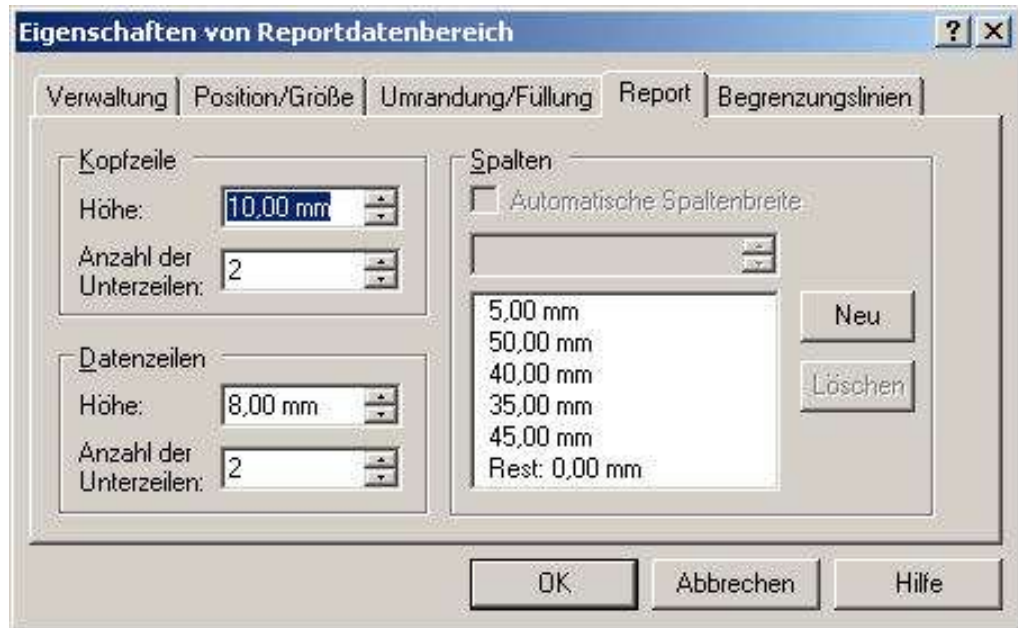 Eigenschaften von Reportdatenbereich
Verwaltung Position/Größe Umrandung/Füllung Report Begrenzungslinien
Kopfzeile
Höhe: 10,00 mm
Anzahl der Unterzeilen: 2
Datenzeilen
Höhe: 8,00 mm
Anzahl der Unterzeilen: 2
Spalten
Automatische Spaltenbreite
5,00 mm
50,00 mm
40,00 mm
35,00 mm
45,00 mm
Rest: 0,00 mm
Neu
Löschen
OK Abbrechen Hilfe